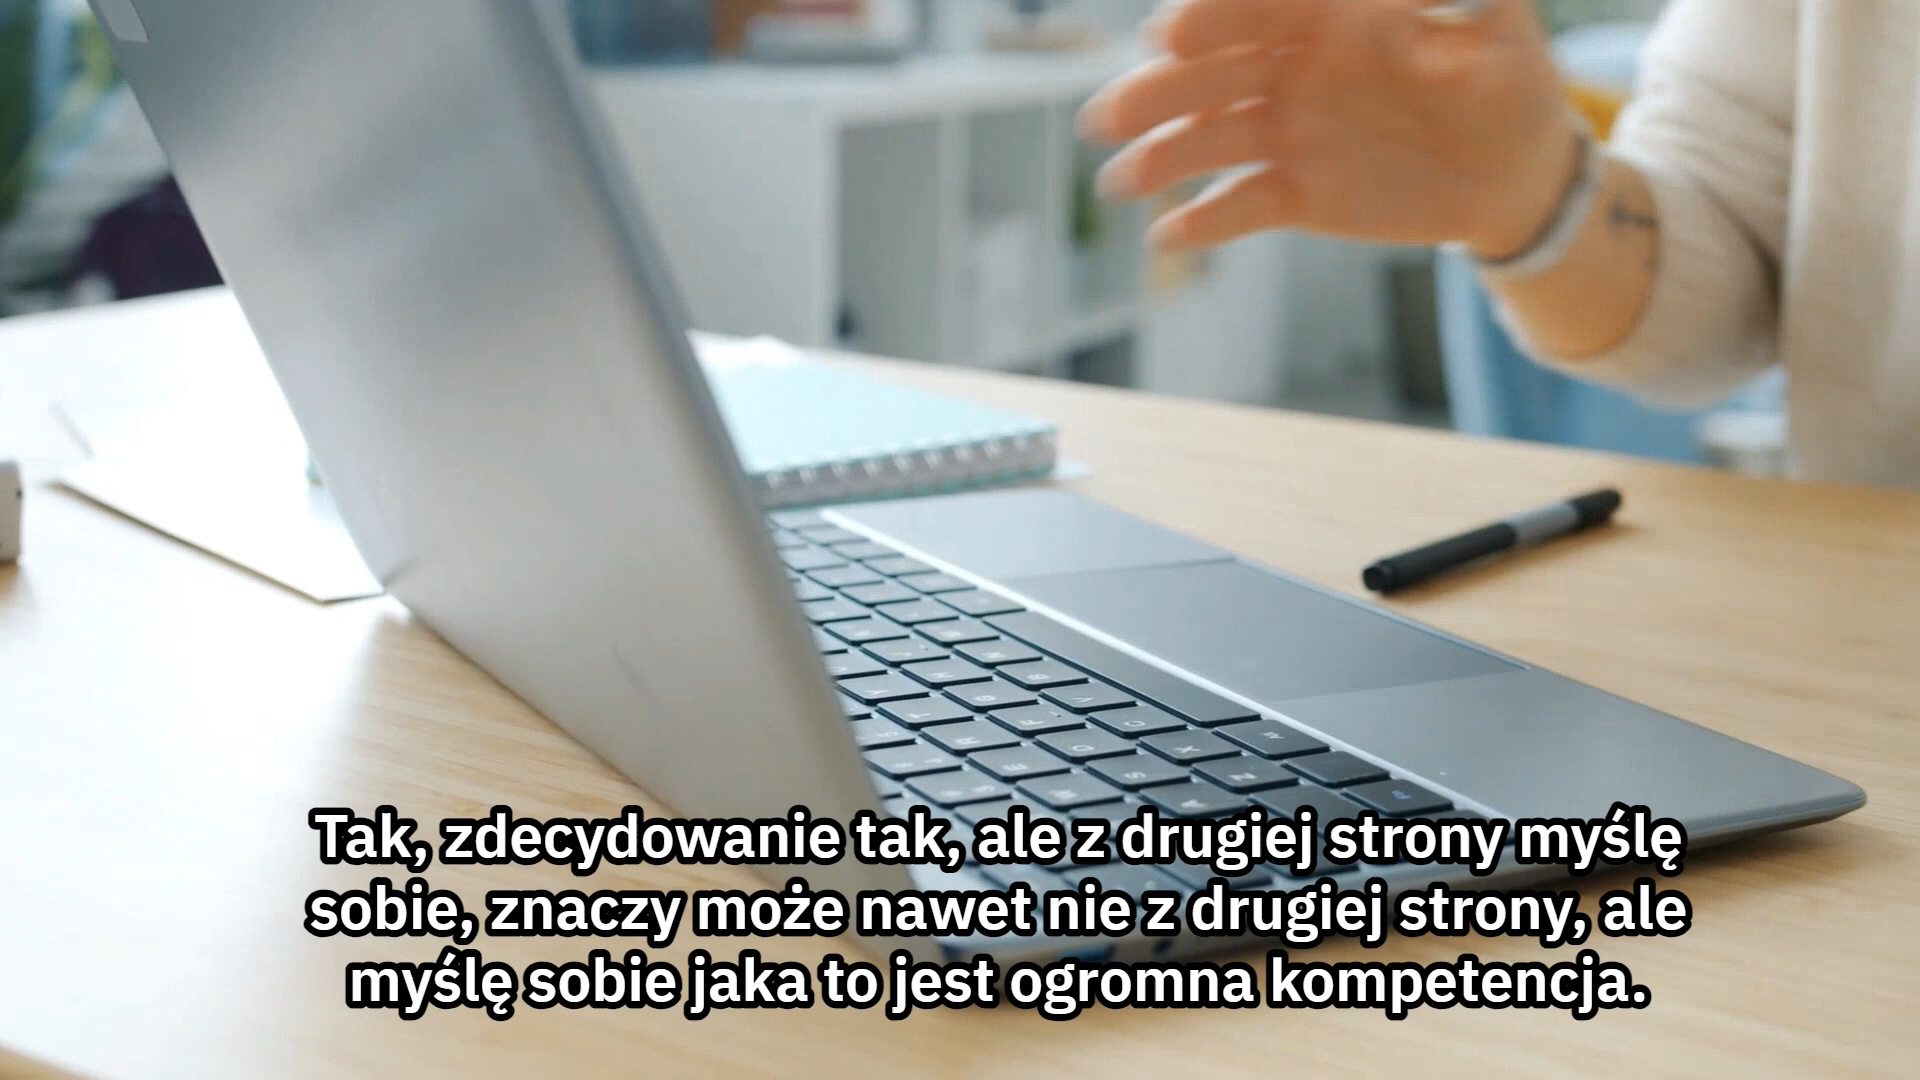 Tak, zdecydowanie tak, ale z drugiej strony myślę
sobie, znaczy może nawet nie z drugiej strony, ale
myślę sobie jaka to jest ogromna kompetencja.